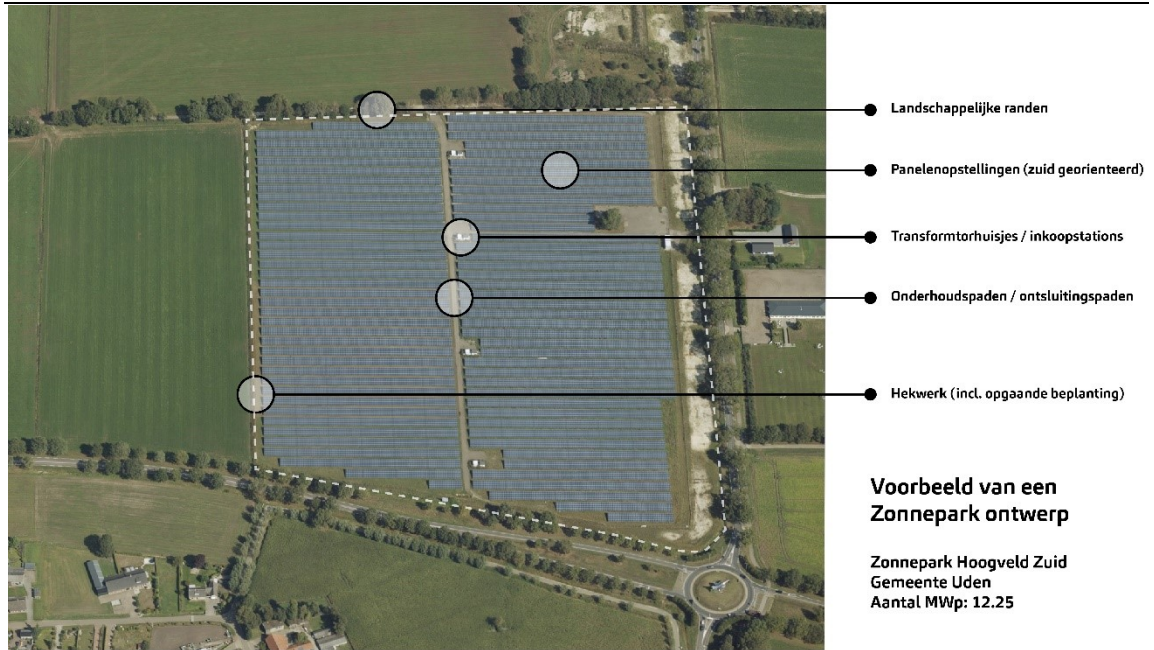 Landschappelijke randen
Panelenopstellingen (zuid georienteerd)
Transformtorhuisjes / inkoopstations
Onderhoudspaden / ontsluitingspaden
Hekwerk (incl. opgaande beplanting)
Voorbeeld van een
Zonnepark ontwerp
Zonnepark Hoogveld Zuid
Gemeente Uden
Aantal MWp: 12.25